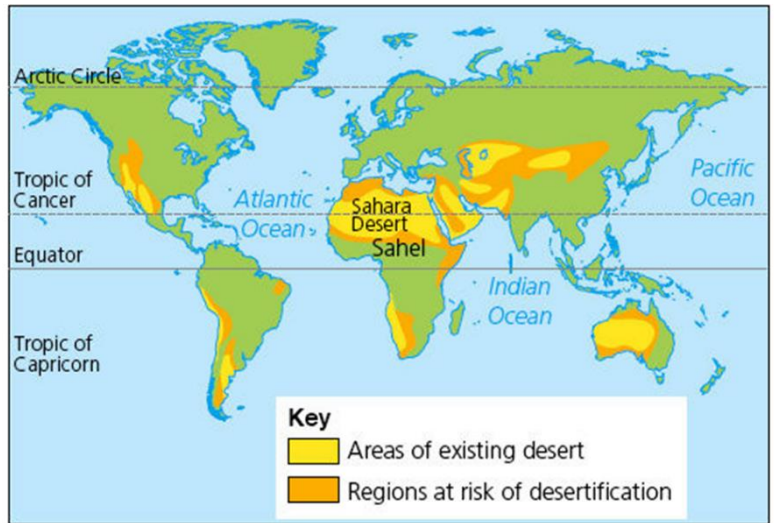 Arctic Circle
Tropic of
Cancer
Atlantic
Ocean
Sahara
Desert
Sahel
Pacific
Ocean
Equator
Indian
Ocean
Tropic of
Capricorn
Key
Areas of existing desert
Regions at risk of desertification